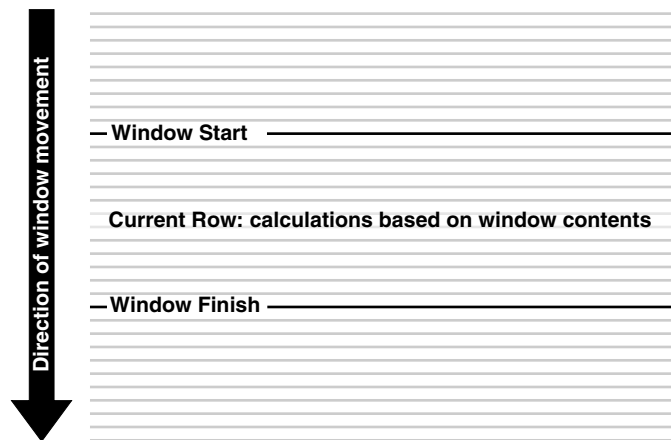 Direction of window movement
Window Start
Current Row: calculations based on window contents
Window Finish